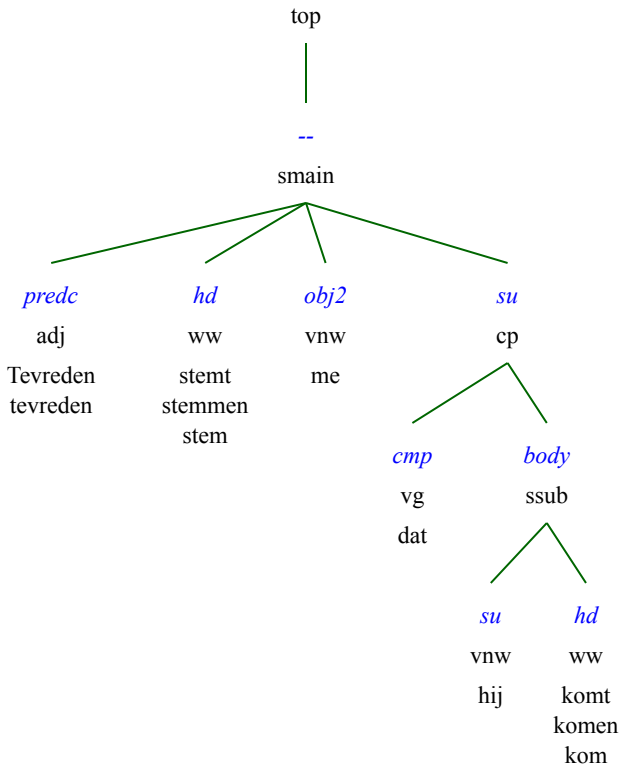 top
--
smain
predc hd obj2 su
adj ww vnw cp
Tevreden stemt me
tevreden stemmen
stem
cmp body
vg ssub
dat
su hd
vnw ww
hij komt
komen
kom